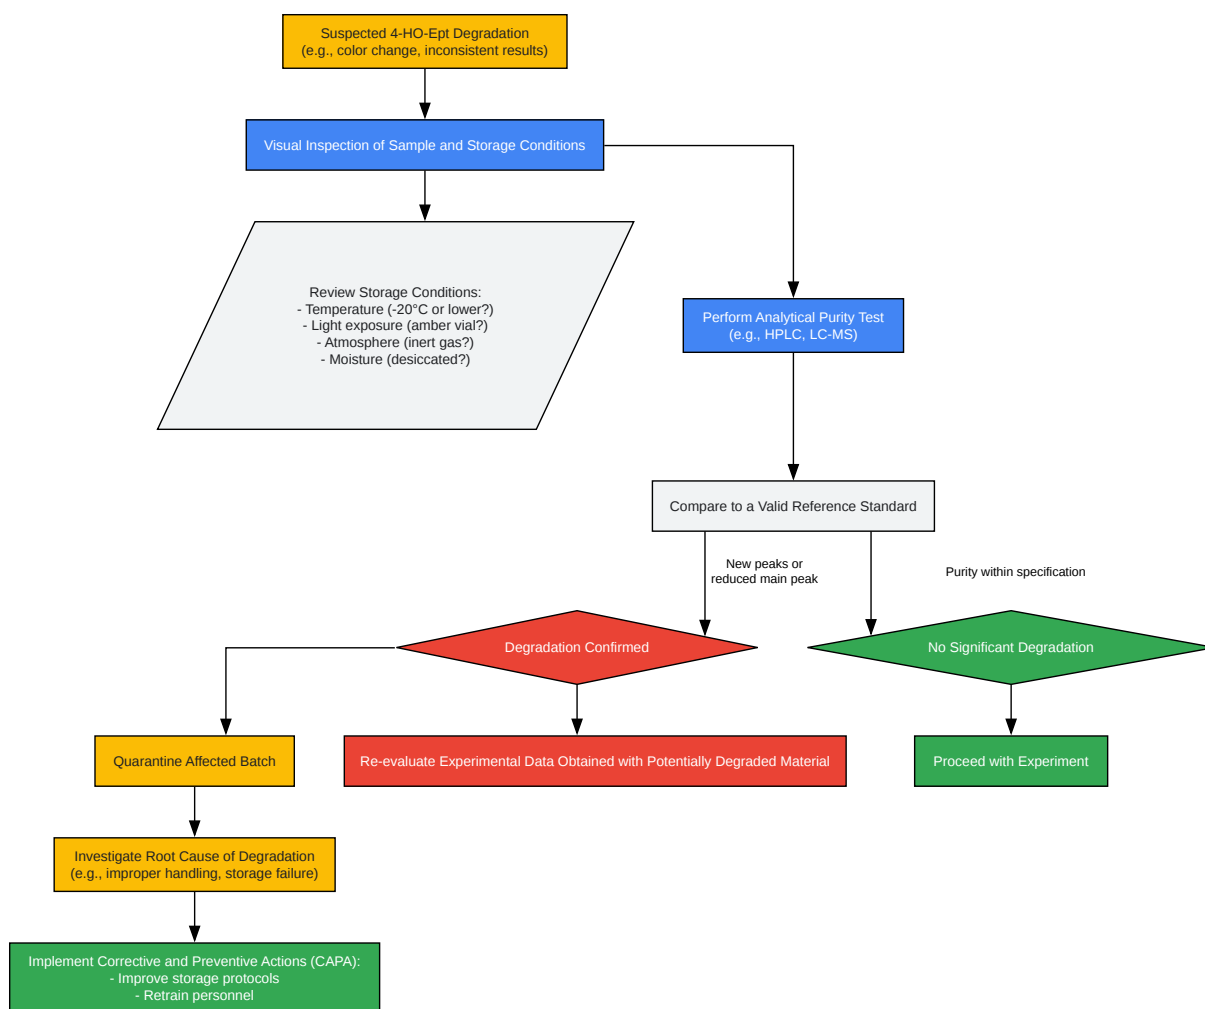 Suspected 4-HO-Ept Degradation
(e.g., color change, inconsistent results)
Visual Inspection of Sample and Storage Conditions
Review Storage Conditions:
- Temperature (-20°C or lower?)
- Light exposure (amber vial?)
- Atmosphere (inert gas?)
- Moisture (desiccated?)
Perform Analytical Purity Test
(e.g., HPLC, LC-MS)
Compare to a Valid Reference Standard
New peaks or
reduced main peak
Purity within specification
Degradation Confirmed
No Significant Degradation
Quarantine Affected Batch
Re-evaluate Experimental Data Obtained with Potentially Degraded Material
Proceed with Experiment
Investigate Root Cause of Degradation
(e.g., improper handling, storage failure)
Implement Corrective and Preventive Actions (CAPA):
- Improve storage protocols
- Retrain personnel